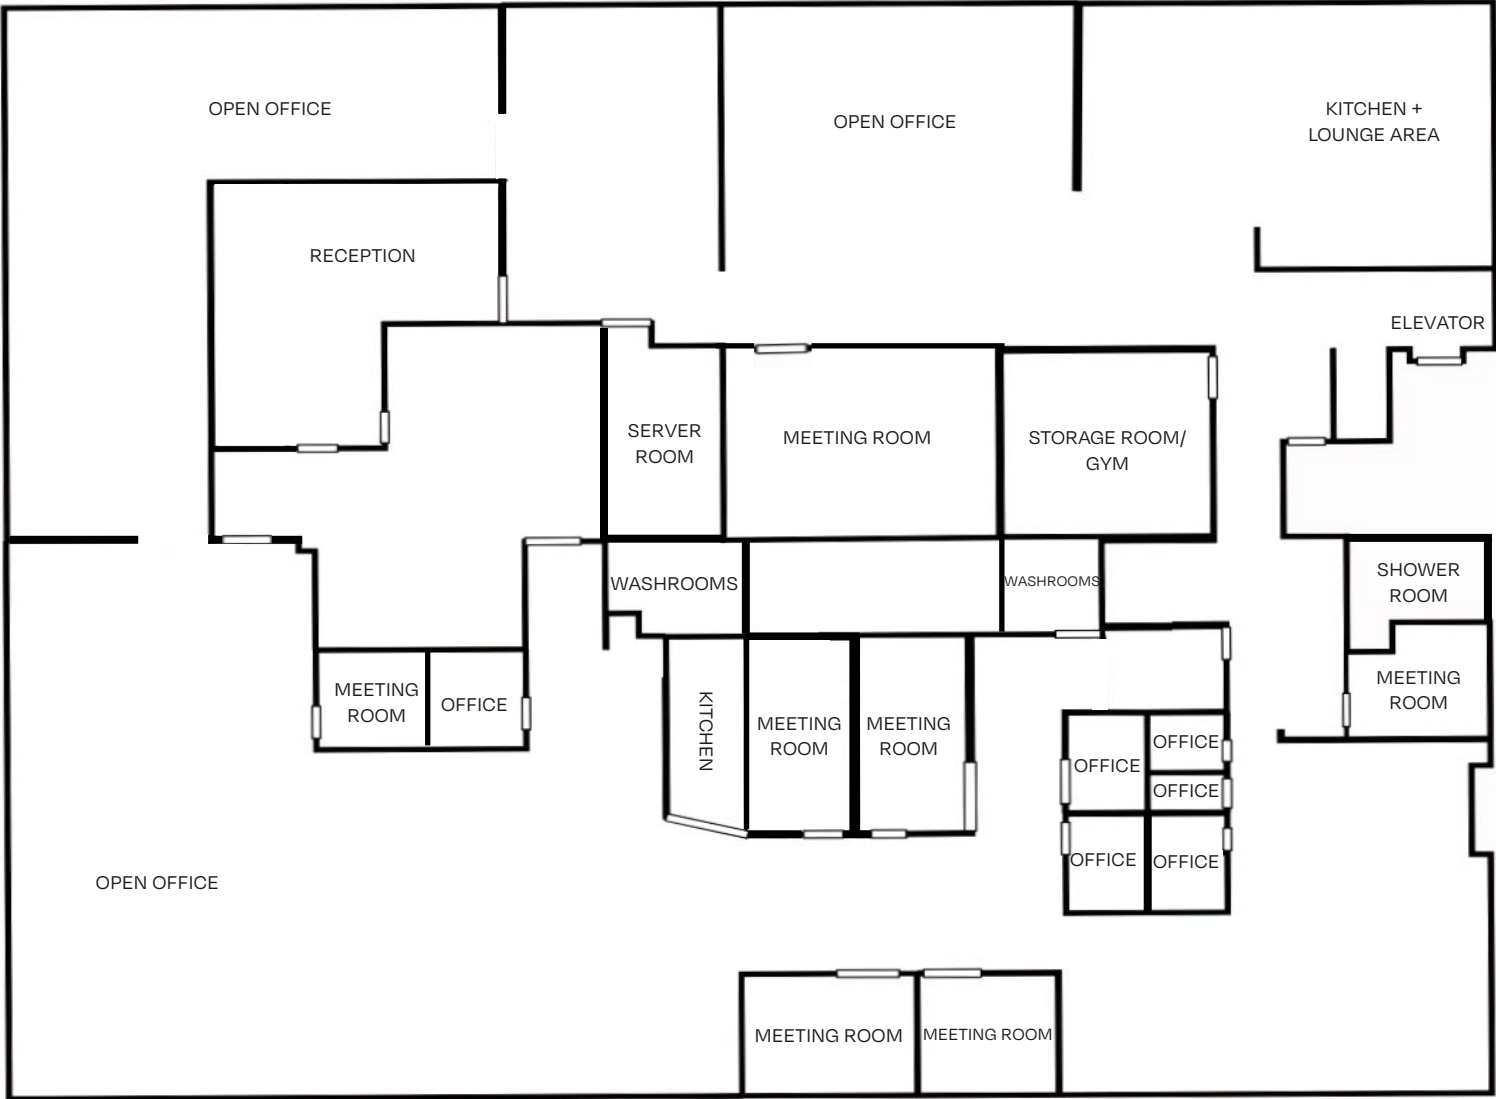 OPEN OFFICE
OPEN OFFICE
KITCHEN +
LOUNGE AREA
RECEPTION
ELEVATOR
SERVER
ROOM
MEETING ROOM
STORAGE ROOM/
GYM
WASHROOMS
WASHROOMS
SHOWER
ROOM
MEETING
ROOM
OFFICE
KITCHEN
MEETING
ROOM
MEETING
ROOM
MEETING
ROOM
OFFICE
OFFICE
OFFICE
OFFICE
OFFICE
OPEN OFFICE
MEETING ROOM
MEETING ROOM